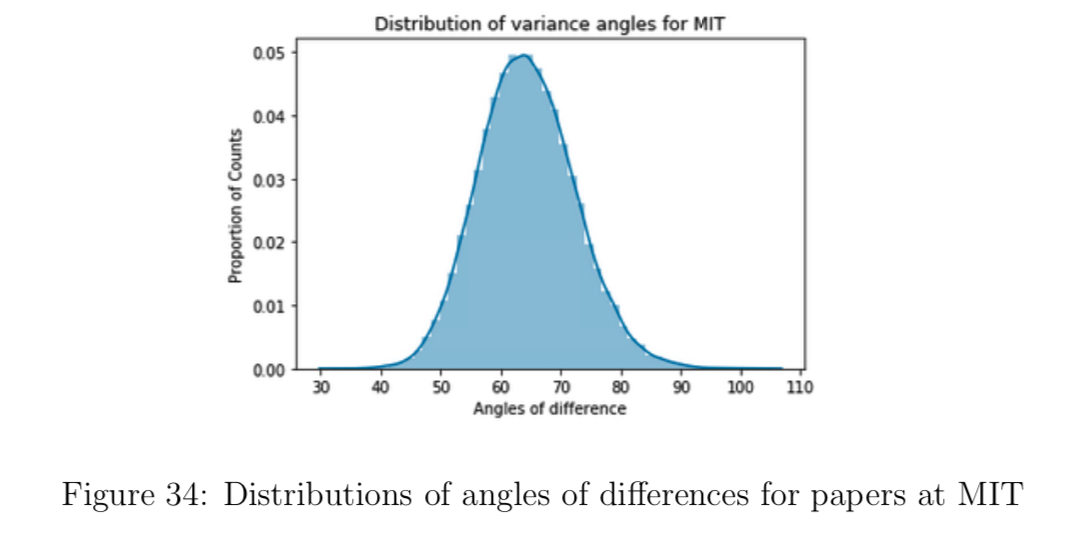 Distribution of variance angles for MIT
0.05
0.04
0.03
0.02
0.01
0.00
Proportion of Counts
30 40 50 60 70 80 90 100 110
Angles of difference
Figure 34: Distributions of angles of differences for papers at MIT